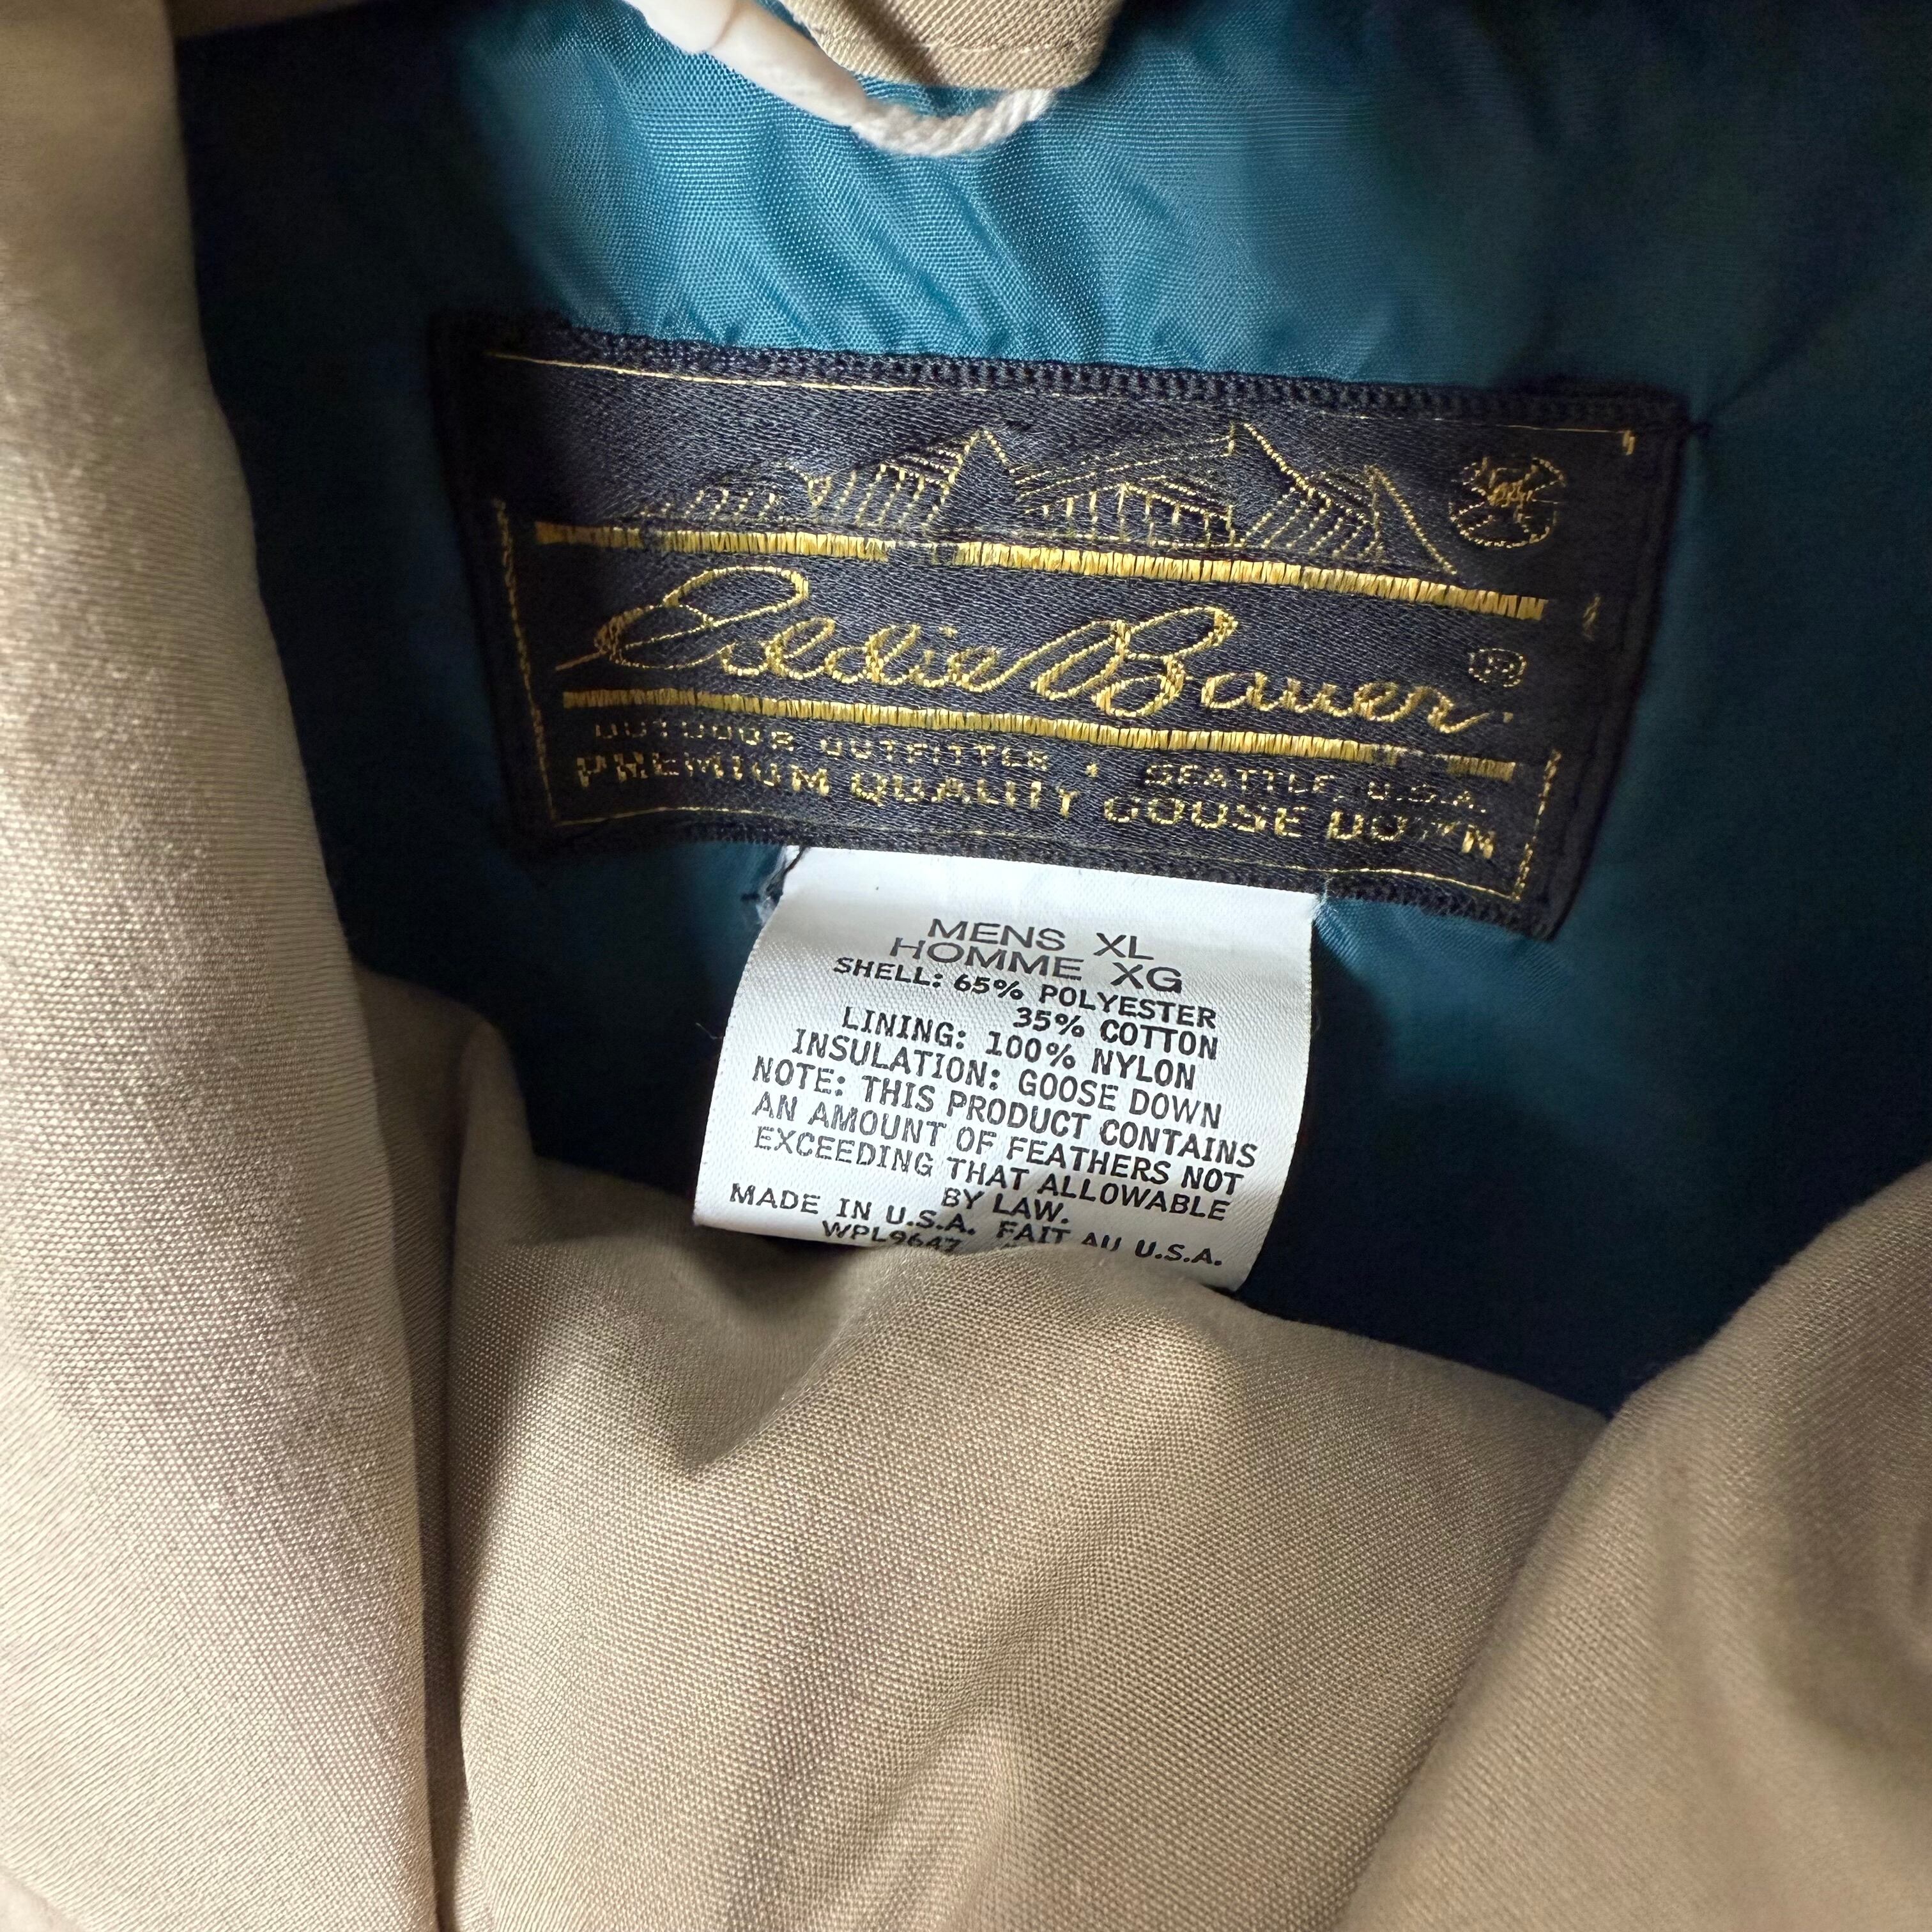 Eddie Bauer ®
OUTDOOR OUTFITTER • SEATTLE, U.S.A.
PREMIUM QUALITY GOOSE DOWN
MENS XL
HOMME XG
SHELL: 65% POLYESTER
35% COTTON
LINING: 100% NYLON
INSULATION: GOOSE DOWN
NOTE: THIS PRODUCT CONTAINS
AN AMOUNT OF FEATHERS NOT
EXCEEDING THAT ALLOWABLE
BY LAW.
MADE IN U.S.A. FAIT AU U.S.A.
WPL9647